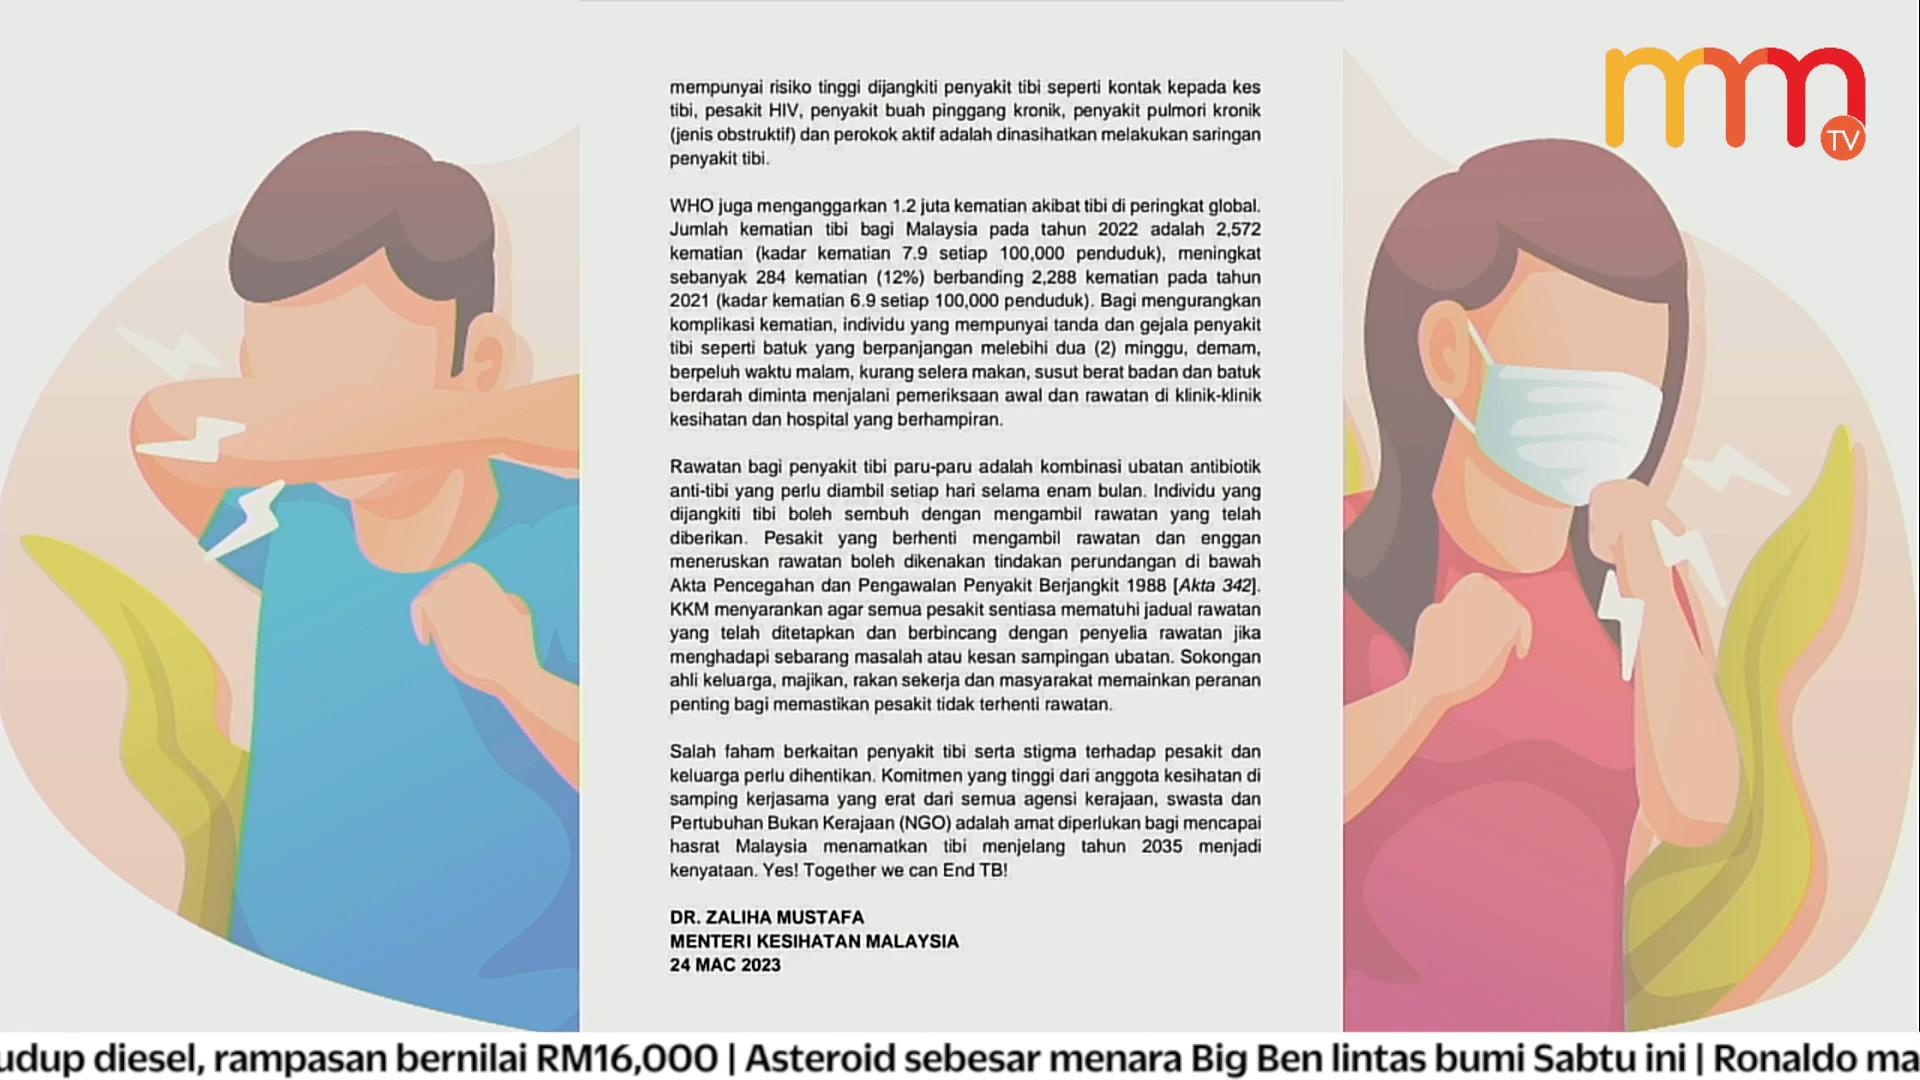 mm
TV
mempunyai risiko tinggi dijangkiti penyakit tibi seperti kontak kepada kes
tibi, pesakit HIV, penyakit buah pinggang kronik, penyakit pulmori kronik
(jenis obstruktif) dan perokok aktif adalah dinasihatkan melakukan saringan
penyakit tibi.
WHO juga menganggarkan 1.2 juta kematian akibat tibi di peringkat global.
Jumlah kematian tibi bagi Malaysia pada tahun 2022 adalah 2,572
kematian (kadar kematian 7.9 setiap 100,000 penduduk), meningkat
sebanyak 284 kematian (12%) berbanding 2,288 kematian pada tahun
2021 (kadar kematian 6.9 setiap 100,000 penduduk). Bagi mengurangkan
komplikasi kematian, individu yang mempunyai tanda dan gejala penyakit
tibi seperti batuk yang berpanjangan melebihi dua (2) minggu, demam,
berpeluh waktu malam, kurang selera makan, susut berat badan dan batuk
berdarah diminta menjalani pemeriksaan awal dan rawatan di klinik-klinik
kesihatan dan hospital yang berhampiran.
Rawatan bagi penyakit tibi paru-paru adalah kombinasi ubatan antibiotik
anti-tibi yang perlu diambil setiap hari selama enam bulan. Individu yang
dijangkiti tibi boleh sembuh dengan mengambil rawatan yang telah
diberikan. Pesakit yang berhenti mengambil rawatan dan enggan
meneruskan rawatan boleh dikenakan tindakan perundangan di bawah
Akta Pencegahan dan Pengawalan Penyakit Berjangkit 1988 [Akta 342].
KKM menyarankan agar semua pesakit sentiasa mematuhi jadual rawatan
yang telah ditetapkan dan berbincang dengan penyelia rawatan jika
menghadapi sebarang masalah atau kesan sampingan ubatan. Sokongan
ahli keluarga, majikan, rakan sekerja dan masyarakat memainkan peranan
penting bagi memastikan pesakit tidak terhenti rawatan.
Salah faham berkaitan penyakit tibi serta stigma terhadap pesakit dan
keluarga perlu dihentikan. Komitmen yang tinggi dari anggota kesihatan di
samping kerjasama yang erat dari semua agensi kerajaan, swasta dan
Pertubuhan Bukan Kerajaan (NGO) adalah amat diperlukan bagi mencapai
hasrat Malaysia menamatkan tibi menjelang tahun 2035 menjadi
kenyataan. Yes! Together we can End TB!
DR. ZALIHA MUSTAFA
MENTERI KESIHATAN MALAYSIA
24 MAC 2023
udup diesel, rampasan bernilai RM16,000 | Asteroid sebesar menara Big Ben lintas bumi Sabtu ini | Ronaldo ma